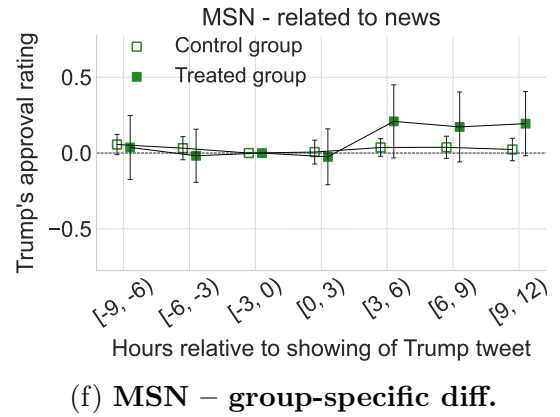 MSN - related to news
Control group
Treated group
Trump's approval rating
0.5
0.0
−0.5
[-9, -6)
[-6, -3)
[-3, 0)
[0, 3)
[3, 6)
[6, 9)
[9, 12)
Hours relative to showing of Trump tweet
(f) MSN – group-specific diff.